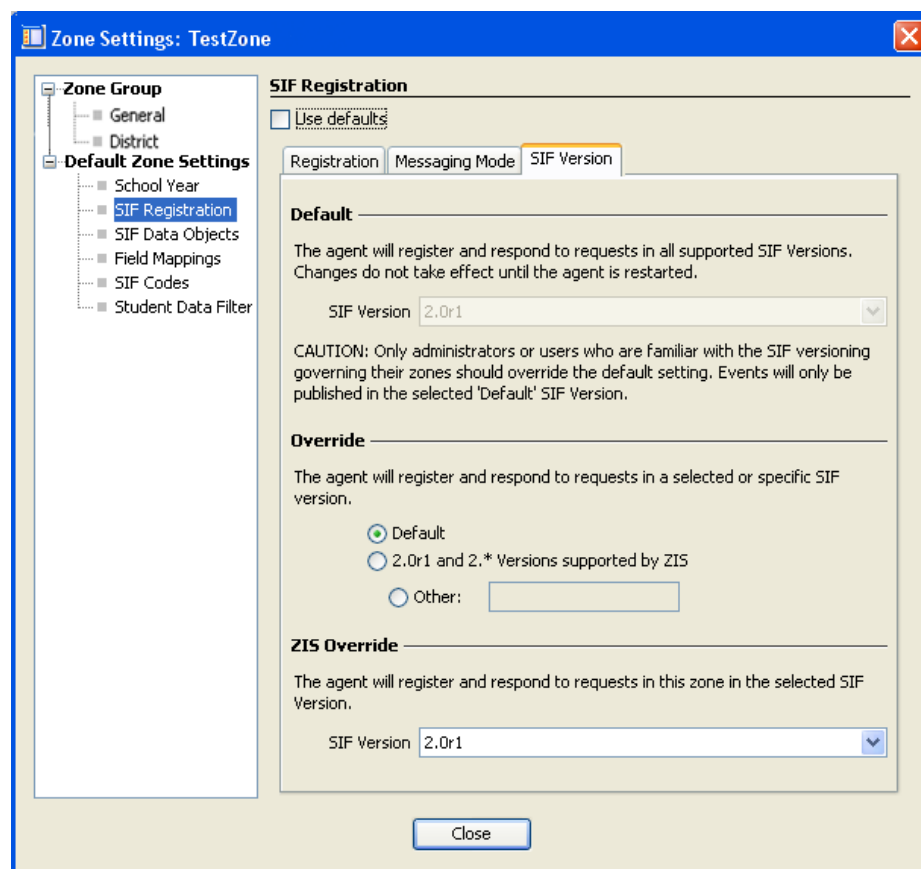 Zone Settings: TestZone
Zone Group
General
District
Default Zone Settings
School Year
SIF Registration
SIF Data Objects
Field Mappings
SIF Codes
Student Data Filter
SIF Registration
Use defaults
Registration
Messaging Mode
SIF Version
Default
The agent will register and respond to requests in all supported SIF Versions.
Changes do not take effect until the agent is restarted.
SIF Version 2.0r1
CAUTION: Only administrators or users who are familiar with the SIF versioning
governing their zones should override the default setting. Events will only be
published in the selected 'Default' SIF Version.
Override
The agent will register and respond to requests in a selected or specific SIF
version.
Default
2.0r1 and 2.* Versions supported by ZIS
Other:
ZIS Override
The agent will register and respond to requests in this zone in the selected SIF
Version.
SIF Version 2.0r1
Close